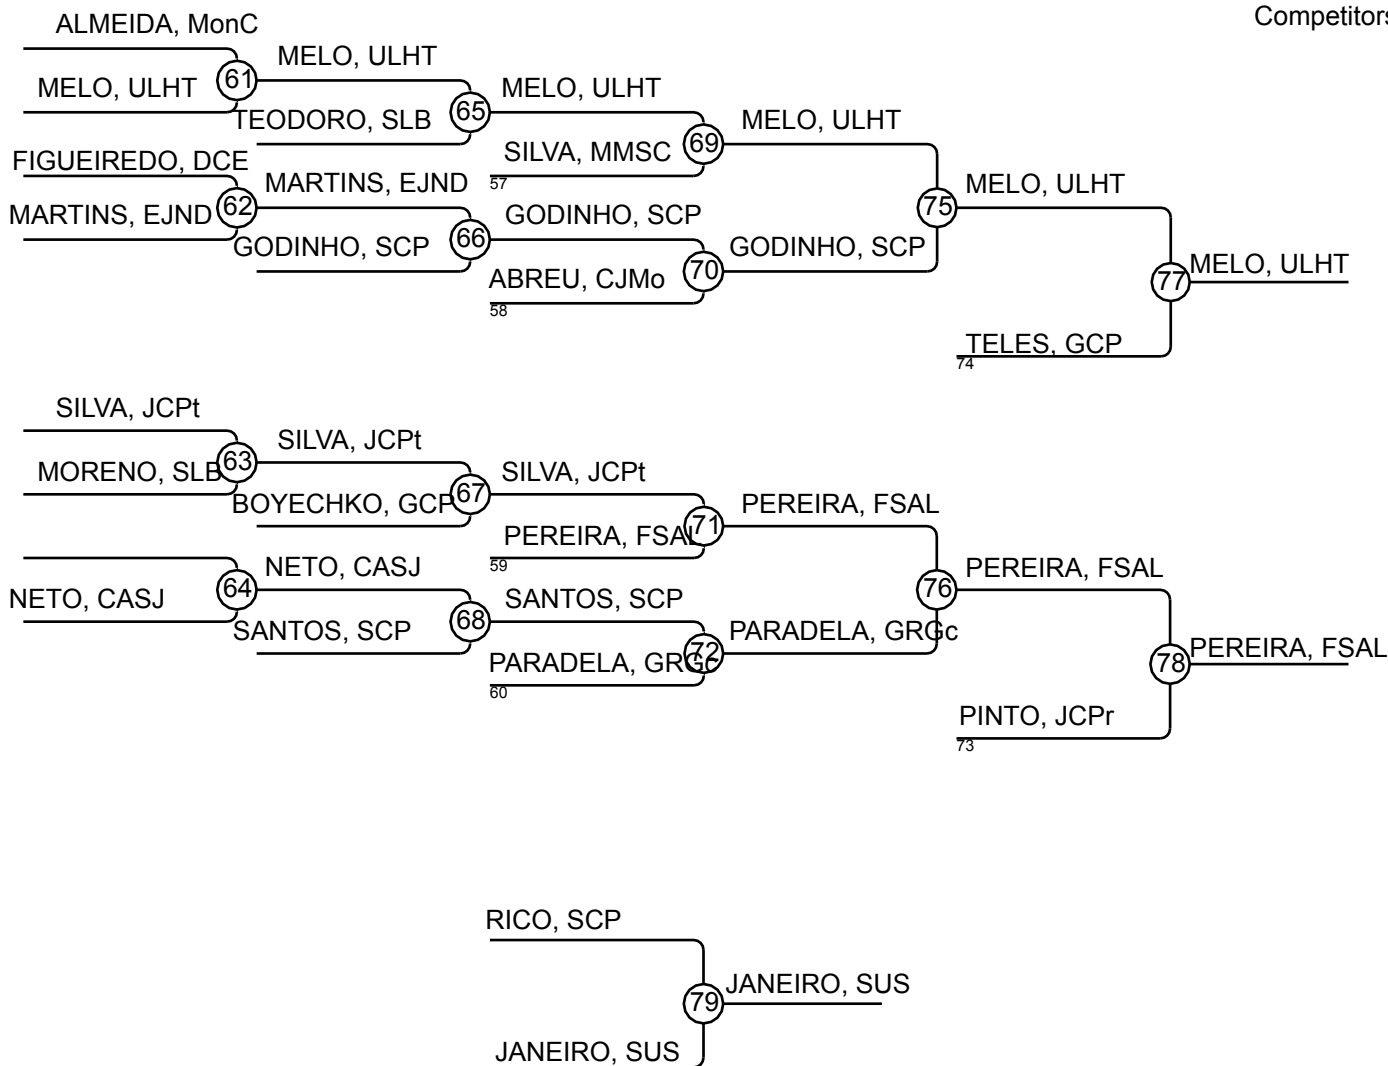 Competitors
ALMEIDA, MonC
MELO, ULHT
61
MELO, ULHT
TEODORO, SLB
65
MELO, ULHT
SILVA, MMSC
57
69
MELO, ULHT
FIGUEIREDO, DCE
MARTINS, EJND
62
MARTINS, EJND
GODINHO, SCP
66
GODINHO, SCP
ABREU, CJMo
58
70
GODINHO, SCP
75
MELO, ULHT
TELES, GCP
74
77
MELO, ULHT
SILVA, JCPt
MORENO, SLB
63
SILVA, JCPt
BOYECHKO, GCP
67
SILVA, JCPt
PEREIRA, FSAL
59
71
PEREIRA, FSAL
NETO, CASJ
64
NETO, CASJ
SANTOS, SCP
68
SANTOS, SCP
PARADELA, GRGc
60
72
PARADELA, GRGc
76
PEREIRA, FSAL
PINTO, JCPr
73
78
PEREIRA, FSAL
RICO, SCP
JANEIRO, SUS
79
JANEIRO, SUS